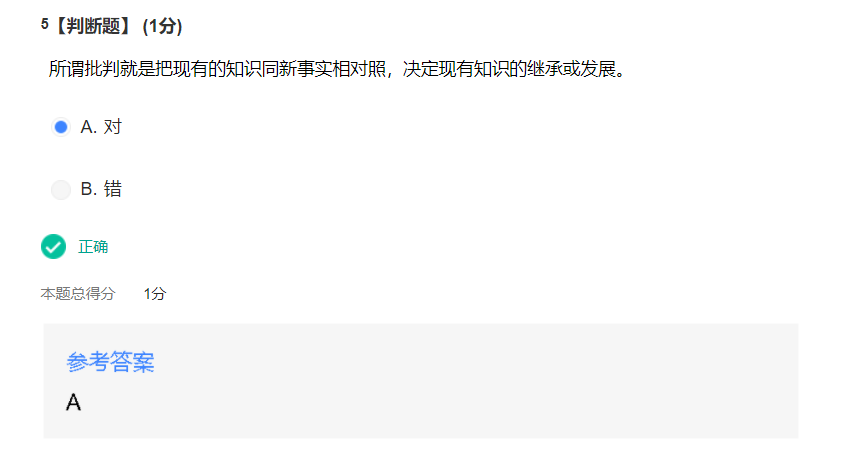 5【判断题】 (1分)
所谓批判就是把现有的知识同新事实相对照，决定现有知识的继承或发展。
A. 对
B. 错
正确
本题总得分 1分
参考答案
A